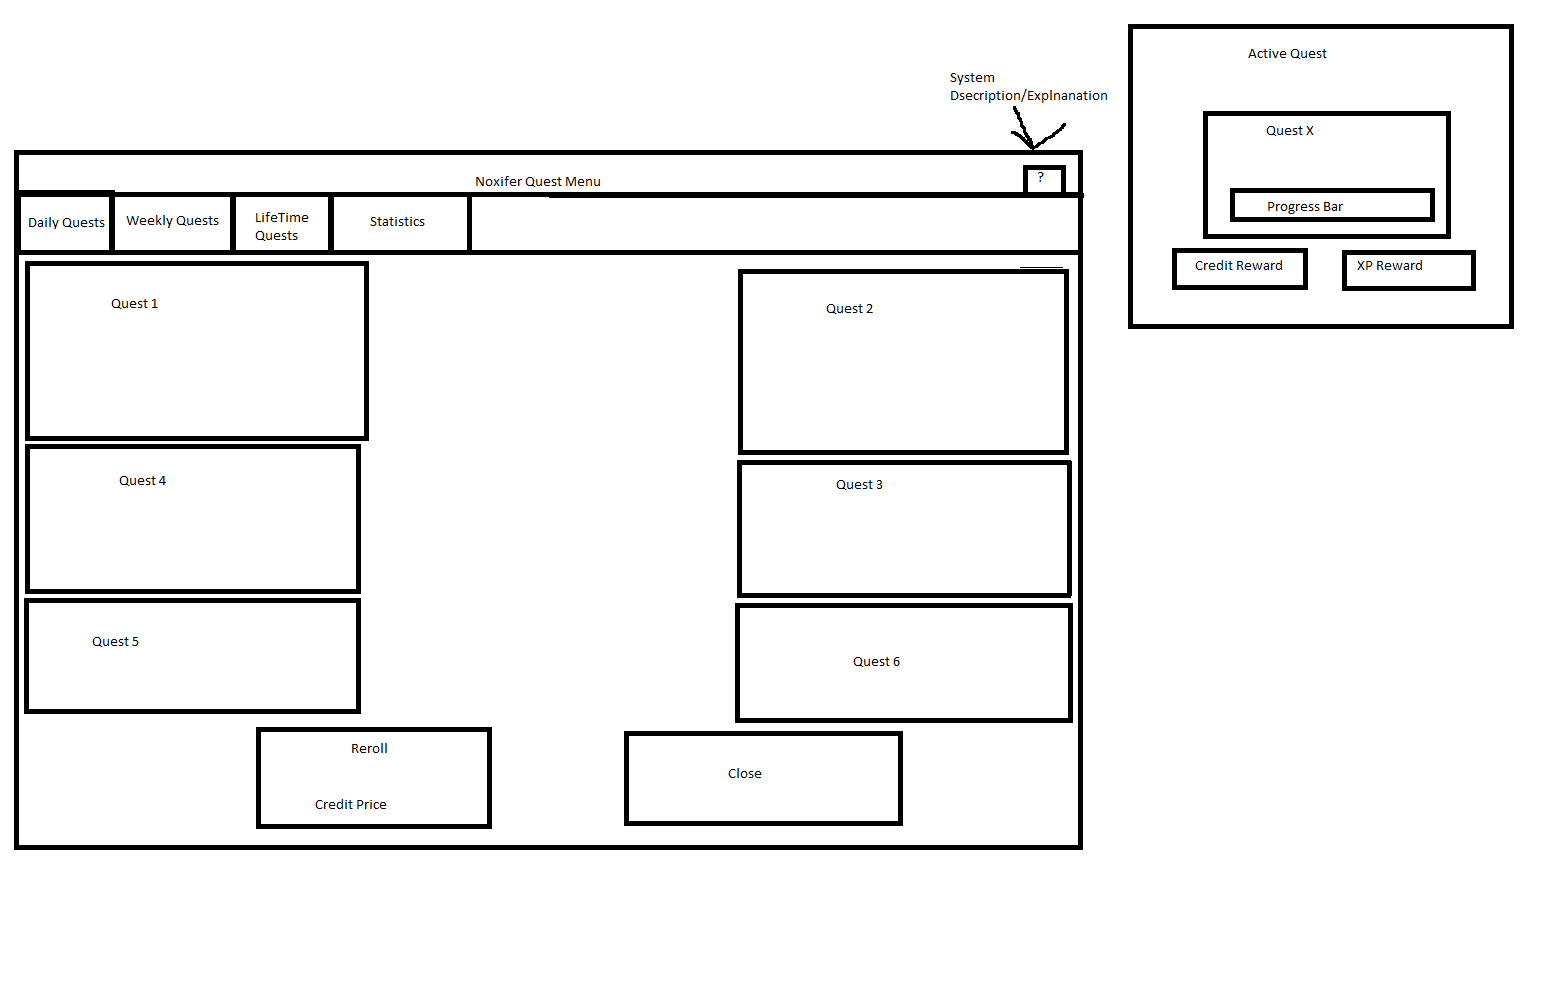 Active Quest
System
Dsecription/Explnanation
Quest X
Noxifer Quest Menu
?
Progress Bar
Daily Quests
Weekly Quests
LifeTime
Quests
Statistics
Credit Reward
XP Reward
Quest 1
Quest 2
Quest 4
Quest 3
Quest 5
Quest 6
Reroll
Credit Price
Close